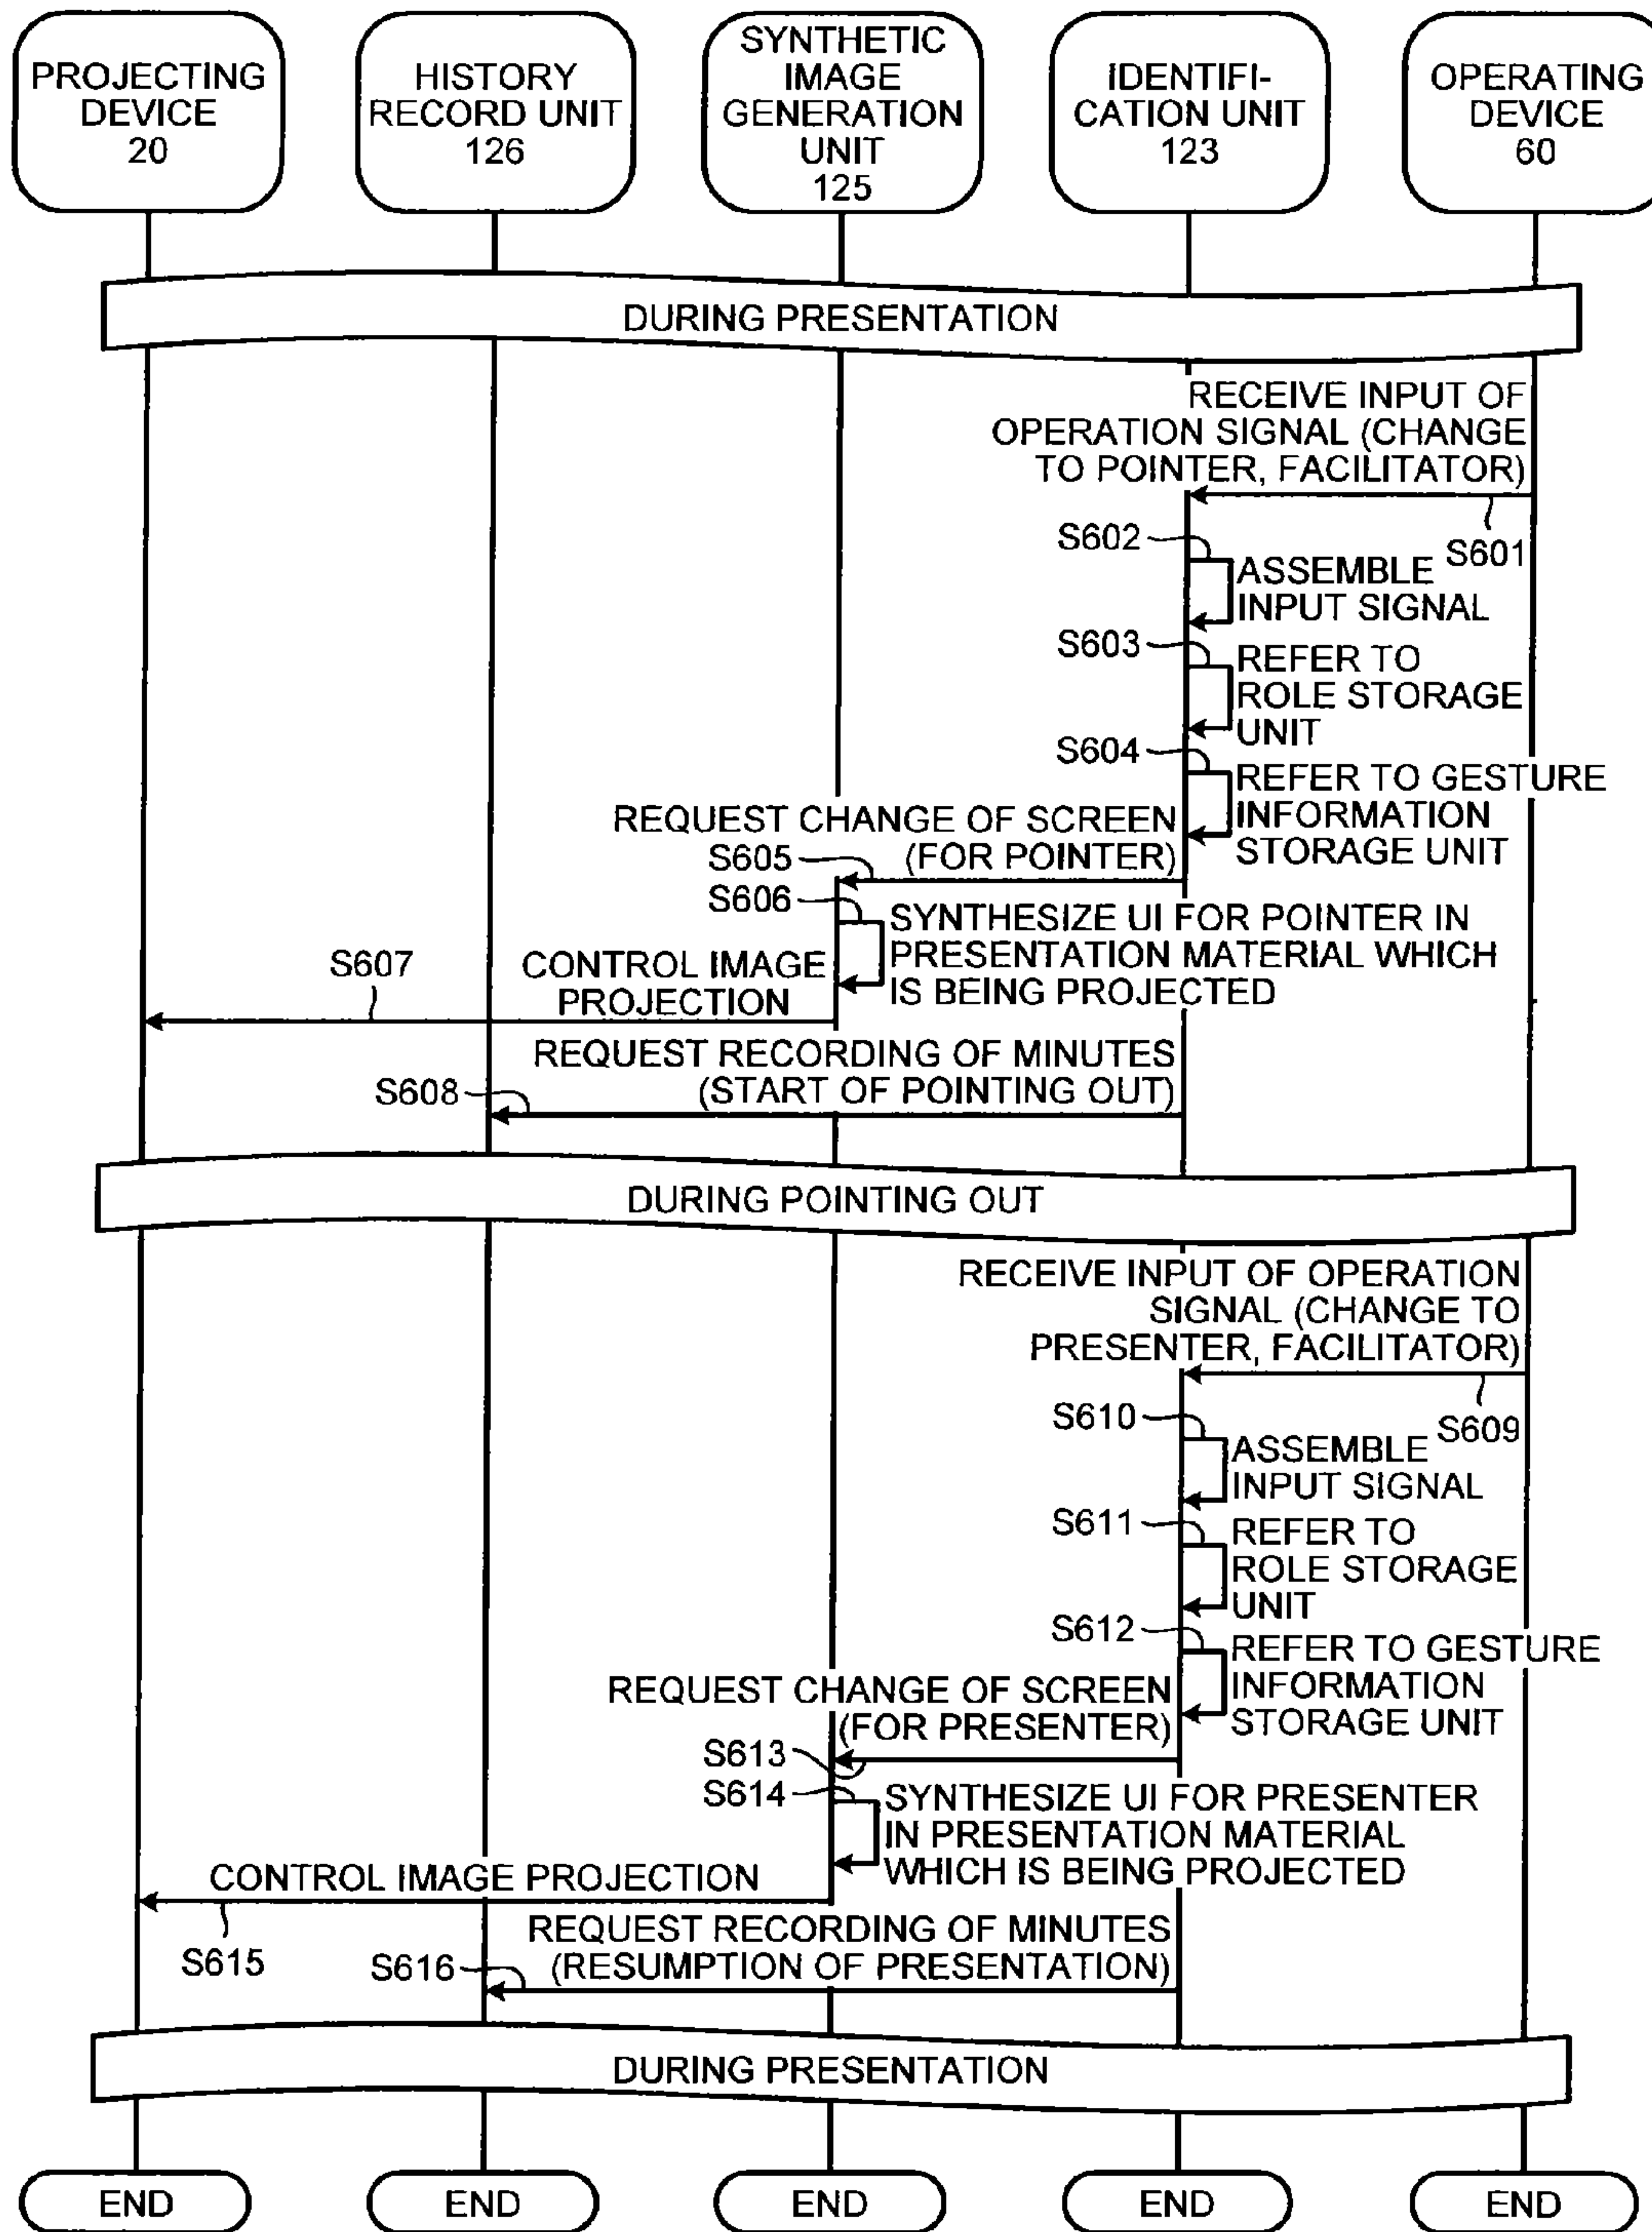 PROJECTING
DEVICE
20
HISTORY
RECORD UNIT
126
SYNTHETIC
IMAGE
GENERATION
UNIT
125
IDENTIFI-
CATION UNIT
123
OPERATING
DEVICE
60
DURING PRESENTATION
RECEIVE INPUT OF
OPERATION SIGNAL (CHANGE
TO POINTER, FACILITATOR)
S601
S602
ASSEMBLE
INPUT SIGNAL
S603
REFER TO
ROLE STORAGE
UNIT
S604
REFER TO GESTURE
INFORMATION
STORAGE UNIT
REQUEST CHANGE OF SCREEN
(FOR POINTER)
S605
S606
SYNTHESIZE UI FOR POINTER IN
PRESENTATION MATERIAL WHICH
IS BEING PROJECTED
S607
CONTROL IMAGE
PROJECTION
REQUEST RECORDING OF MINUTES
(START OF POINTING OUT)
S608
DURING POINTING OUT
RECEIVE INPUT OF OPERATION
SIGNAL (CHANGE TO
PRESENTER, FACILITATOR)
S609
S610
ASSEMBLE
INPUT SIGNAL
S611
REFER TO
ROLE STORAGE
UNIT
S612
REFER TO GESTURE
INFORMATION
STORAGE UNIT
REQUEST CHANGE OF SCREEN
(FOR PRESENTER)
S613
S614
SYNTHESIZE UI FOR PRESENTER
IN PRESENTATION MATERIAL
WHICH IS BEING PROJECTED
CONTROL IMAGE PROJECTION
S615
REQUEST RECORDING OF MINUTES
(RESUMPTION OF PRESENTATION)
S616
DURING PRESENTATION
END
END
END
END
END